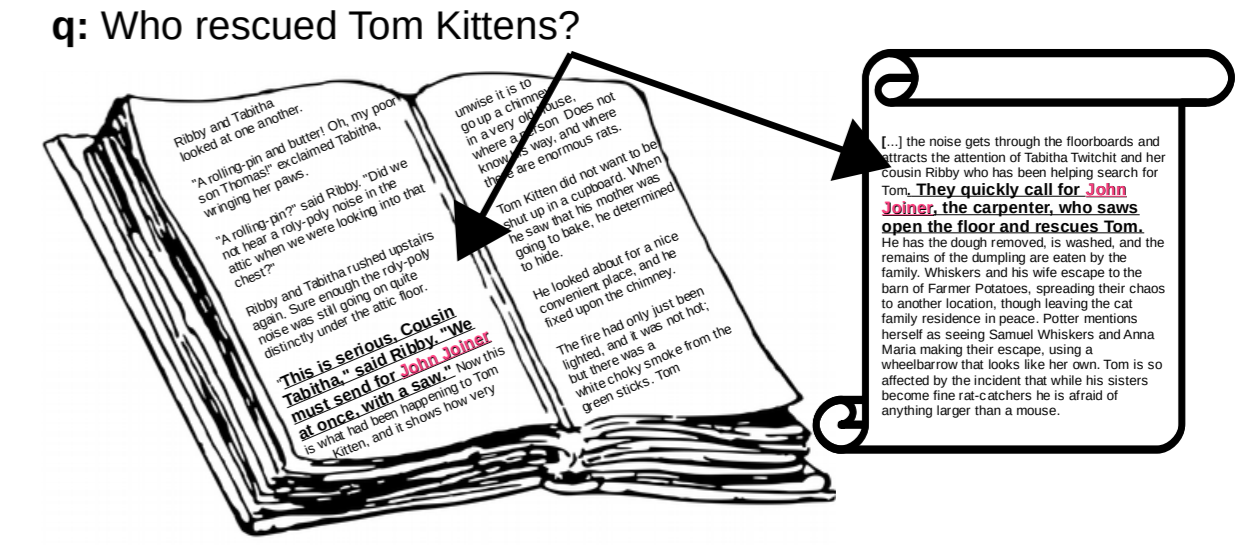 q: Who rescued Tom Kittens?
Ribby and Tabitha
looked at one another.
"A rolling-pin and butter! Oh, my poor
son Thomas!" exclaimed Tabitha,
wringing her paws.
"A rolling-pin?" said Ribby. "Did we
not hear a roly-poly noise in the
attic when we were looking into that
chest?"
Ribby and Tabitha rushed upstairs
again. Sure enough the roly-poly
noise was still going on quite
distinctly under the attic floor.
"This is serious, Cousin
Tabitha," said Ribby. "We
must send for John Joiner
at once, with a saw." Now this
is what had been happening to Tom
Kitten, and it shows how very
unwise it is to
go up a chimney
in a very old house,
where a person Does not
know his way, and where
there are enormous rats.
Tom Kitten did not want to be
shut up in a cupboard. When
he saw that his mother was
going to bake, he determined
to hide.
He looked about for a nice
convenient place, and he
fixed upon the chimney.
The fire had only just been
lighted, and it was not hot;
but there was a
white choky smoke from the
green sticks. Tom
[...] the noise gets through the floorboards and
attracts the attention of Tabitha Twitchit and her
cousin Ribby who has been helping search for
Tom. They quickly call for John
Joiner, the carpenter, who saws
open the floor and rescues Tom.
He has the dough removed, is washed, and the
remains of the dumpling are eaten by the
family. Whiskers and his wife escape to the
barn of Farmer Potatoes, spreading their chaos
to another location, though leaving the cat
family residence in peace. Potter mentions
herself as seeing Samuel Whiskers and Anna
Maria making their escape, using a
wheelbarrow that looks like her own. Tom is so
affected by the incident that while his sisters
become fine rat-catchers he is afraid of
anything larger than a mouse.